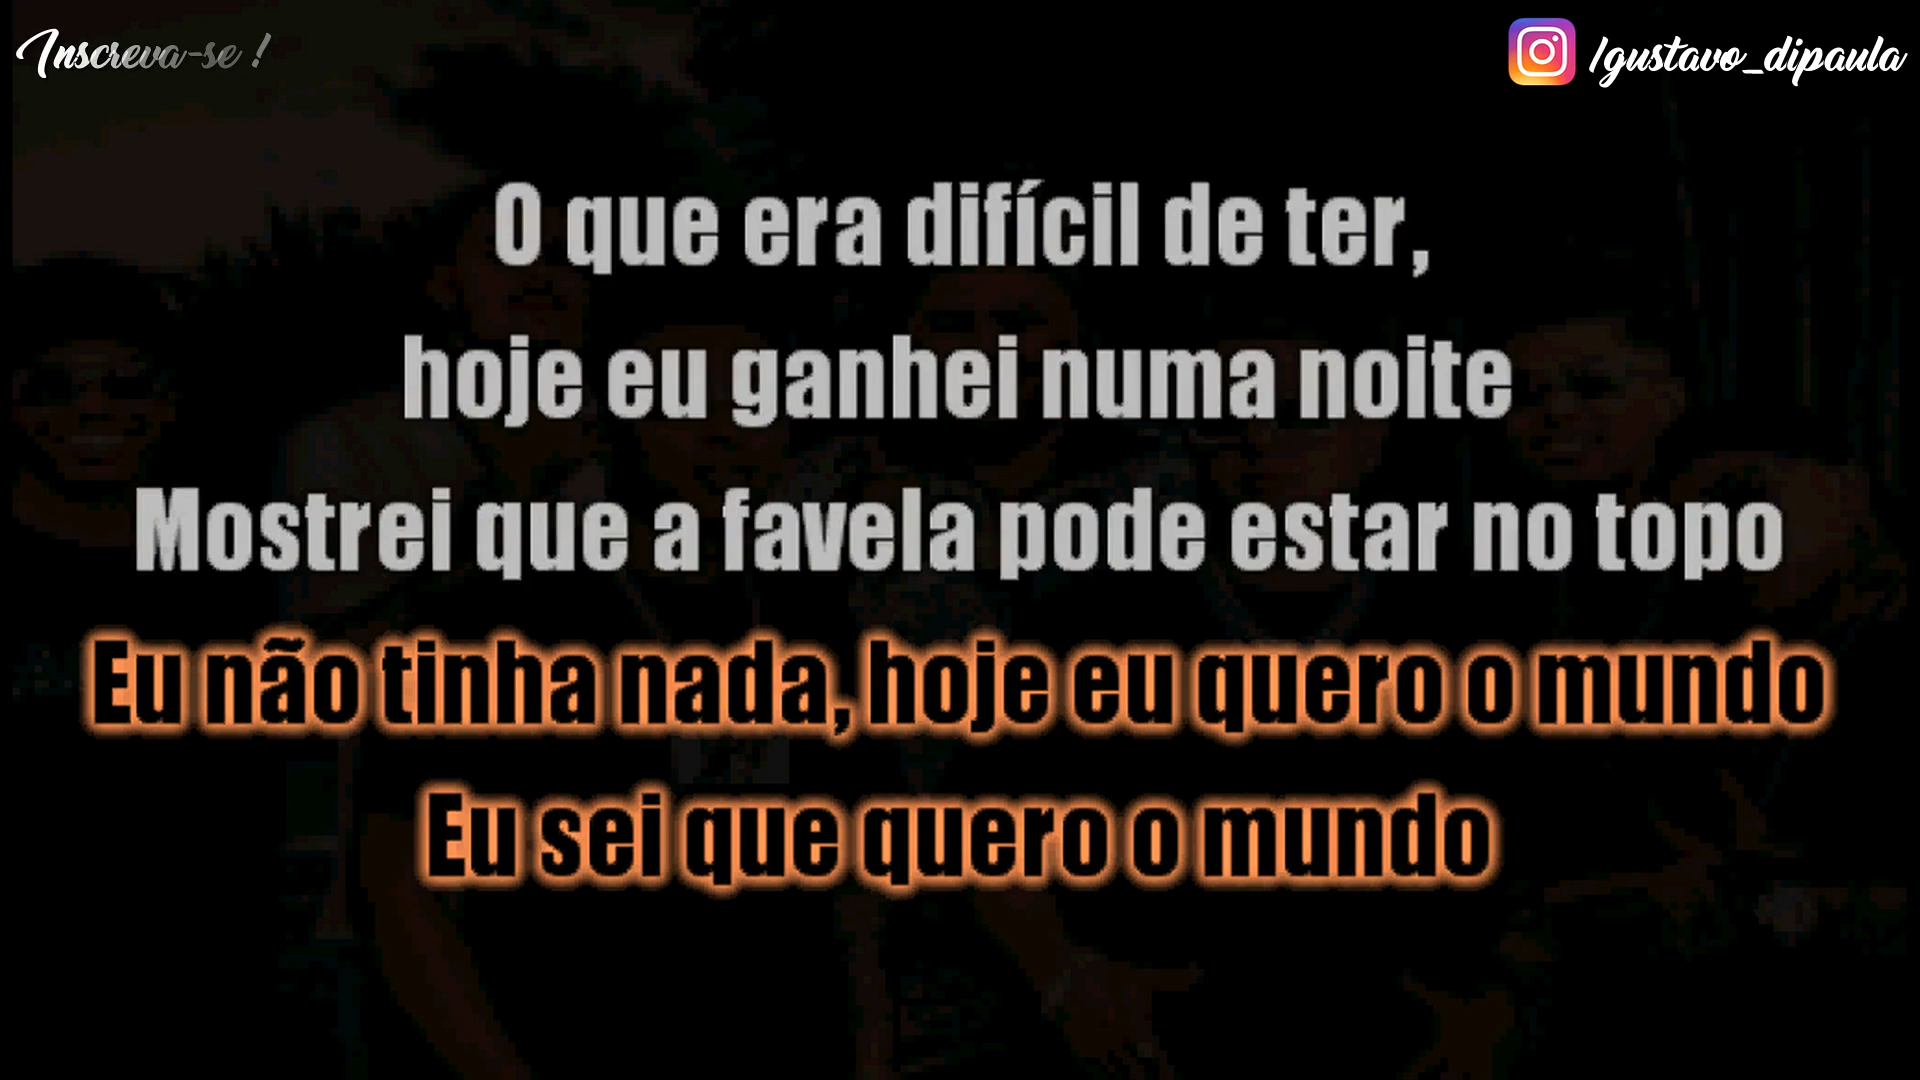 Inscreva-se !
/gustavo_dipaula
O que era difícil de ter,
hoje eu ganhei numa noite
Mostrei que a favela pode estar no topo
Eu não tinha nada, hoje eu quero o mundo
Eu sei que quero o mundo